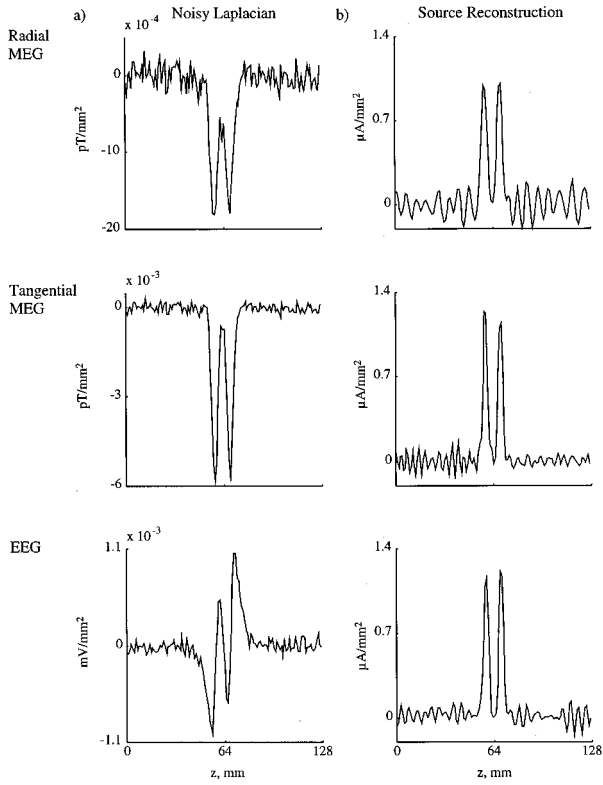 a) Noisy Laplacian
b) Source Reconstruction
Radial
MEG
x 10⁻⁴
0
-10
-20
pT/mm²
1.4
0.7
0
µA/mm²
Tangential
MEG
x 10⁻³
0
-3
-6
pT/mm²
1.4
0.7
0
µA/mm²
EEG
x 10⁻³
1.1
0
-1.1
mV/mm²
0
64
128
z, mm
1.4
0.7
0
µA/mm²
0
64
128
z, mm